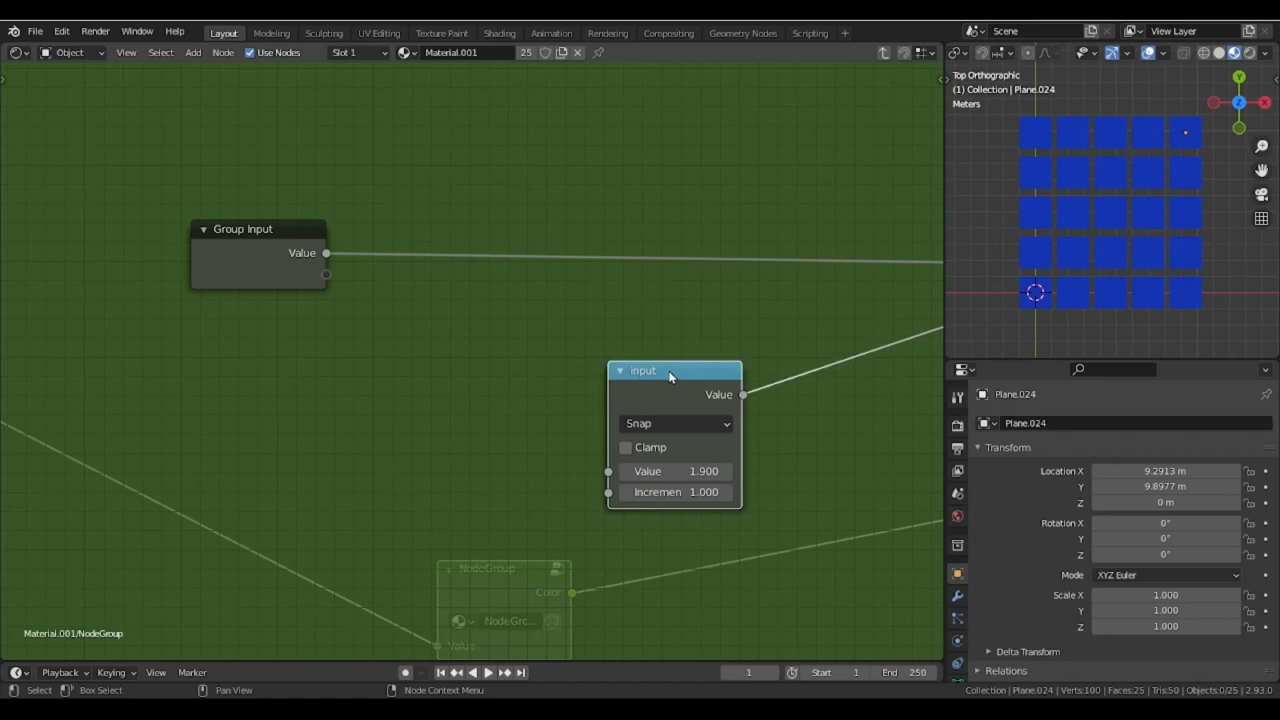 File Edit Render Window Help Layout Modeling Sculpting UV Editing Texture Paint Shading Animation Rendering Compositing Geometry Nodes Scripting + Scene View Layer
Object View Select Add Node Use Nodes Slot 1 Material.001 25
Top Orthographic
(1) Collection | Plane.024
Meters
Y
Z
X
Group Input
Value
input
Value
Snap
Clamp
Value 1.900
Incremen 1.000
NodeGroup
Color
NodeGrc...
Value
Material.001/NodeGroup
Plane.024
Plane.024
Transform
Location X 9.2913 m
Y 9.8977 m
Z 0 m
Rotation X 0°
Y 0°
Z 0°
Mode XYZ Euler
Scale X 1.000
Y 1.000
Z 1.000
Delta Transform
Relations
Playback Keying View Marker 1 Start 1 End 250
Select Box Select Pan View Node Context Menu Collection | Plane.024 | Verts:100 | Faces:25 | Tris:50 | Objects:0/25 | 2.93.0